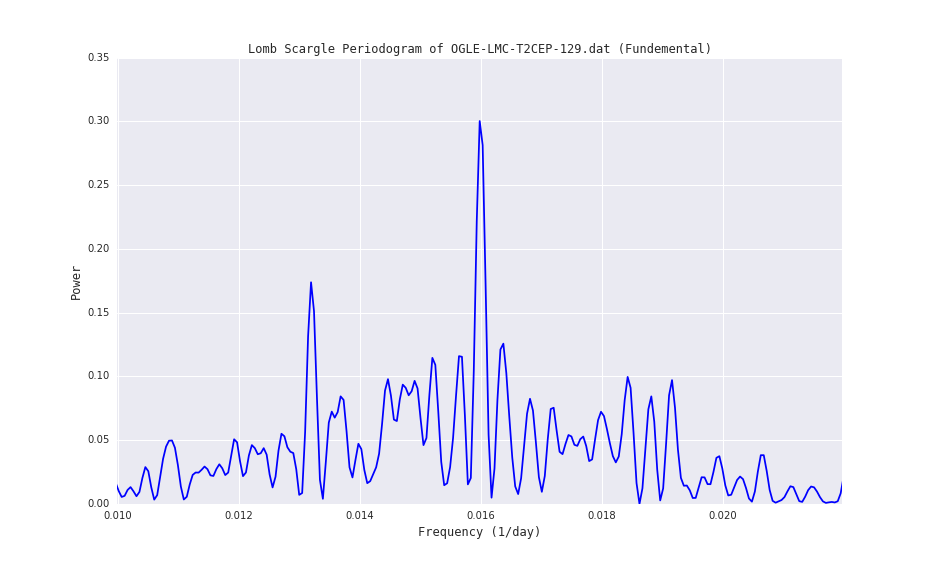 Lomb Scargle Periodogram of OGLE-LMC-T2CEP-129.dat (Fundemental)
0.35
0.30
0.25
0.20
0.15
0.10
0.05
0.00
Power
0.010 0.012 0.014 0.016 0.018 0.020
Frequency (1/day)